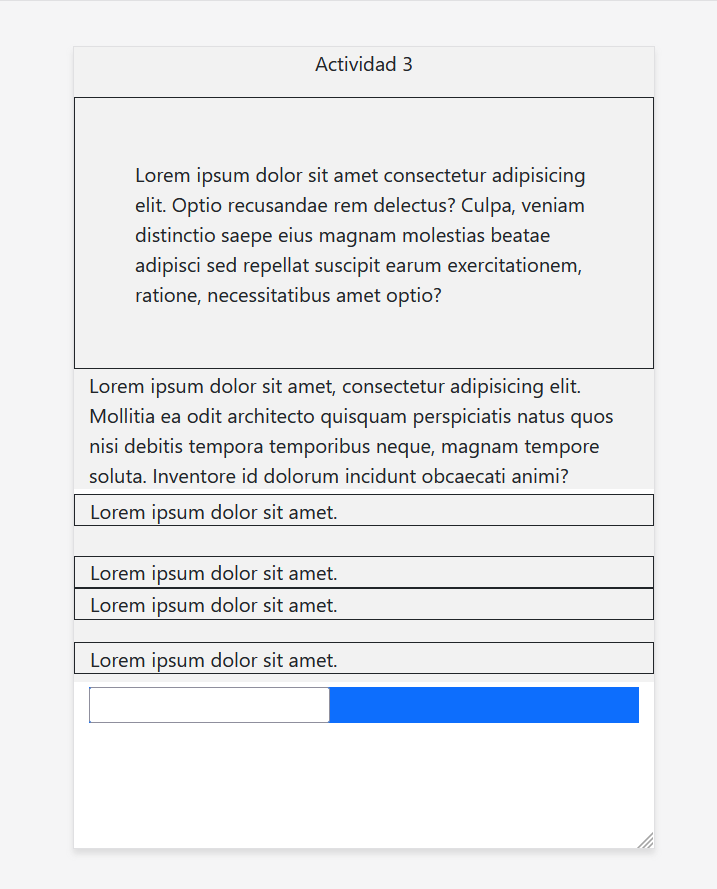 Actividad 3
Lorem ipsum dolor sit amet consectetur adipisicing
elit. Optio recusandae rem delectus? Culpa, veniam
distinctio saepe eius magnam molestias beatae
adipisci sed repellat suscipit earum exercitationem,
ratione, necessitatibus amet optio?
Lorem ipsum dolor sit amet, consectetur adipisicing elit.
Mollitia ea odit architecto quisquam perspiciatis natus quos
nisi debitis tempora temporibus neque, magnam tempore
soluta. Inventore id dolorum incidunt obcaecati animi?
Lorem ipsum dolor sit amet.
Lorem ipsum dolor sit amet.
Lorem ipsum dolor sit amet.
Lorem ipsum dolor sit amet.